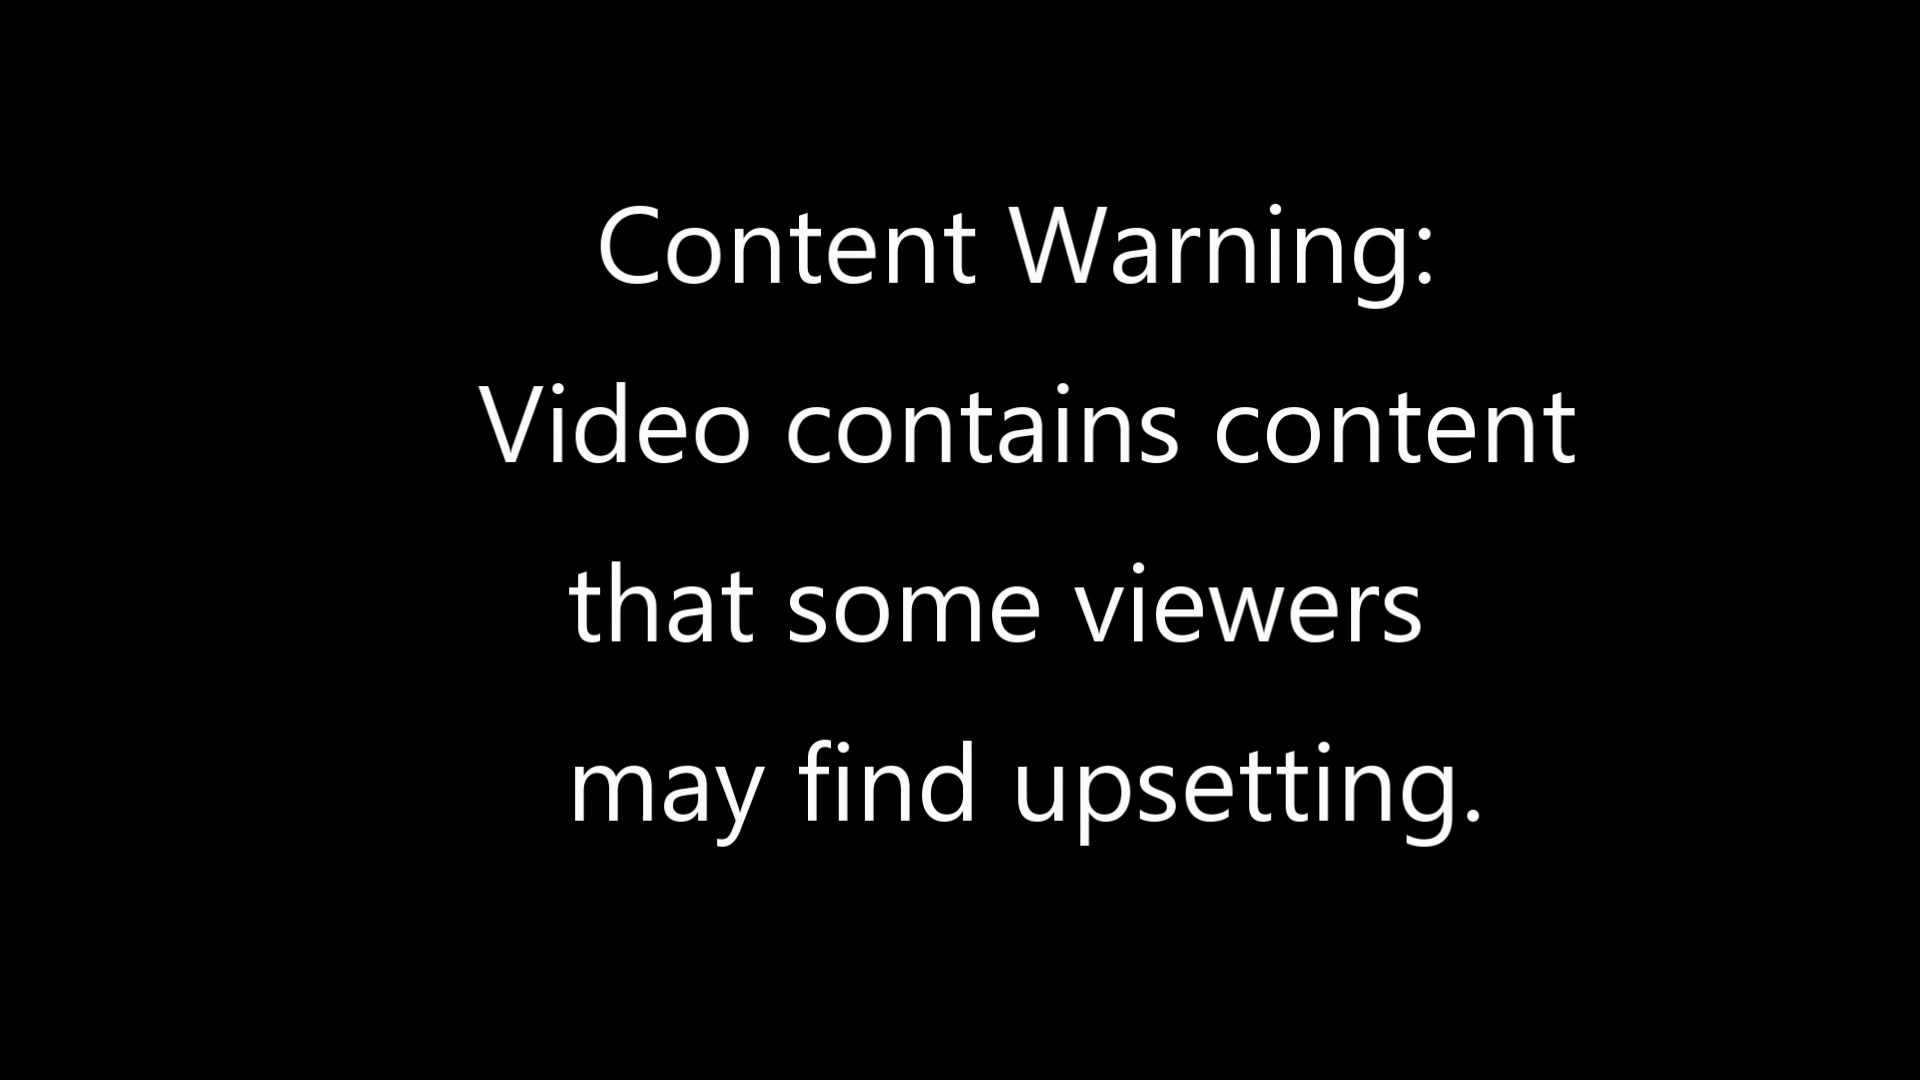 Content Warning:
Video contains content
that some viewers
may find upsetting.